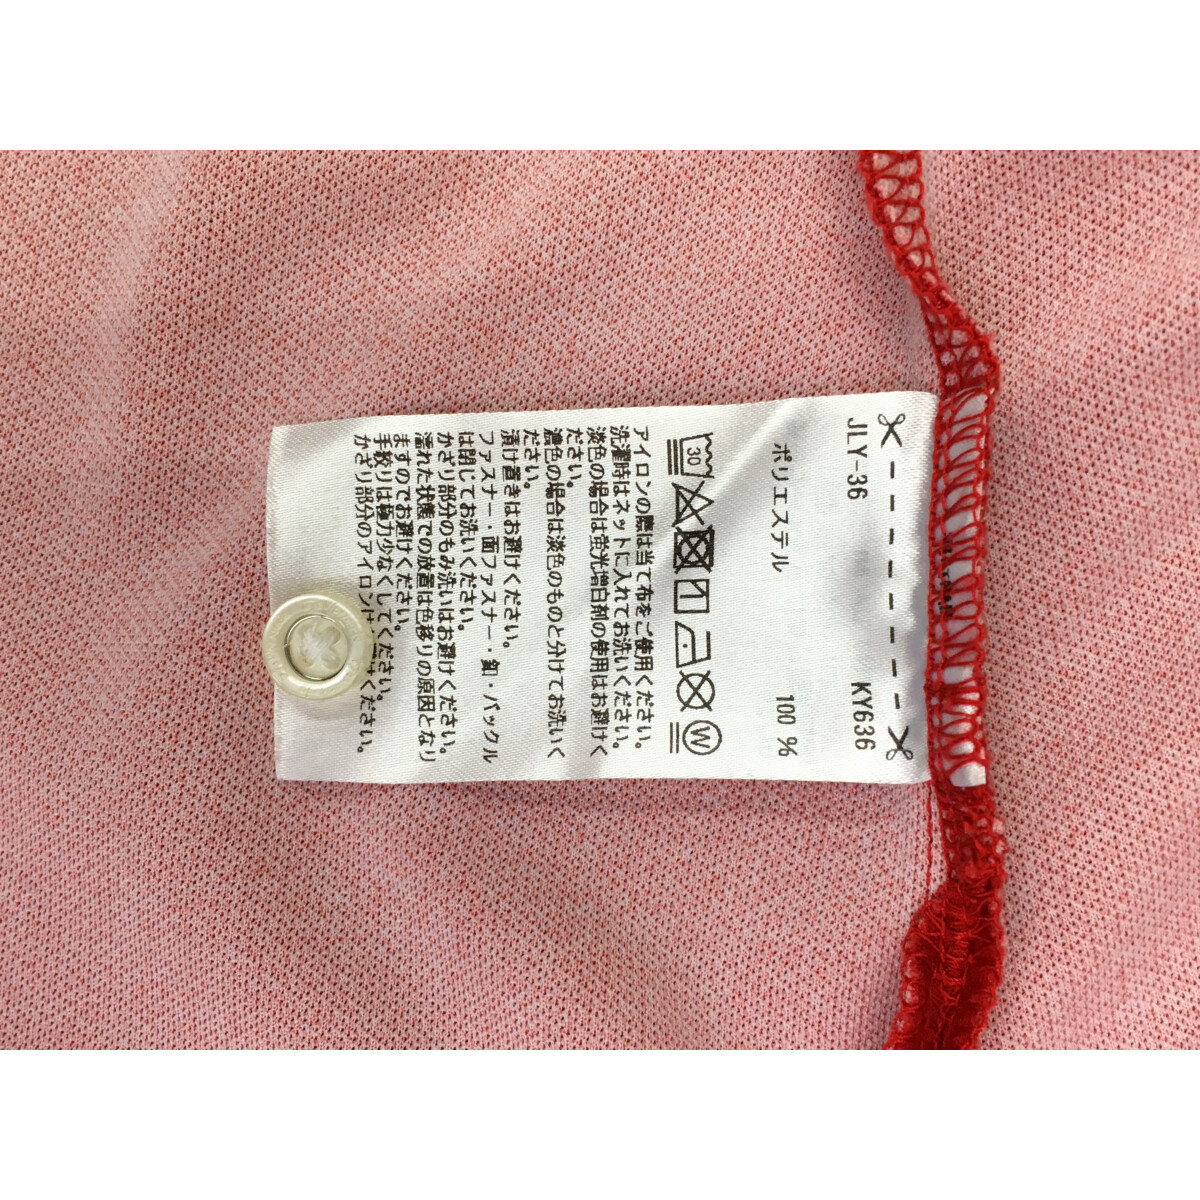 JLY-36 KY636
ポリエステル 100 %
30 W
アイロンの際は当て布をご使用ください。
洗濯時はネットに入れてお洗いください。
淡色の場合は蛍光増白剤の使用はお避けく
ださい。
濃色の場合は淡色のものと分けてお洗いく
ださい。
漬け置きはお避けください。
ファスナー・面ファスナー・釦・バックル
は閉じてお洗いください。
かざり部分のもみ洗いはお避けください。
濡れた状態での放置は色移りの原因となり
ますのでお避けください。
手絞りは極力少なくしてください。
かざり部分のアイロンはお避けください。